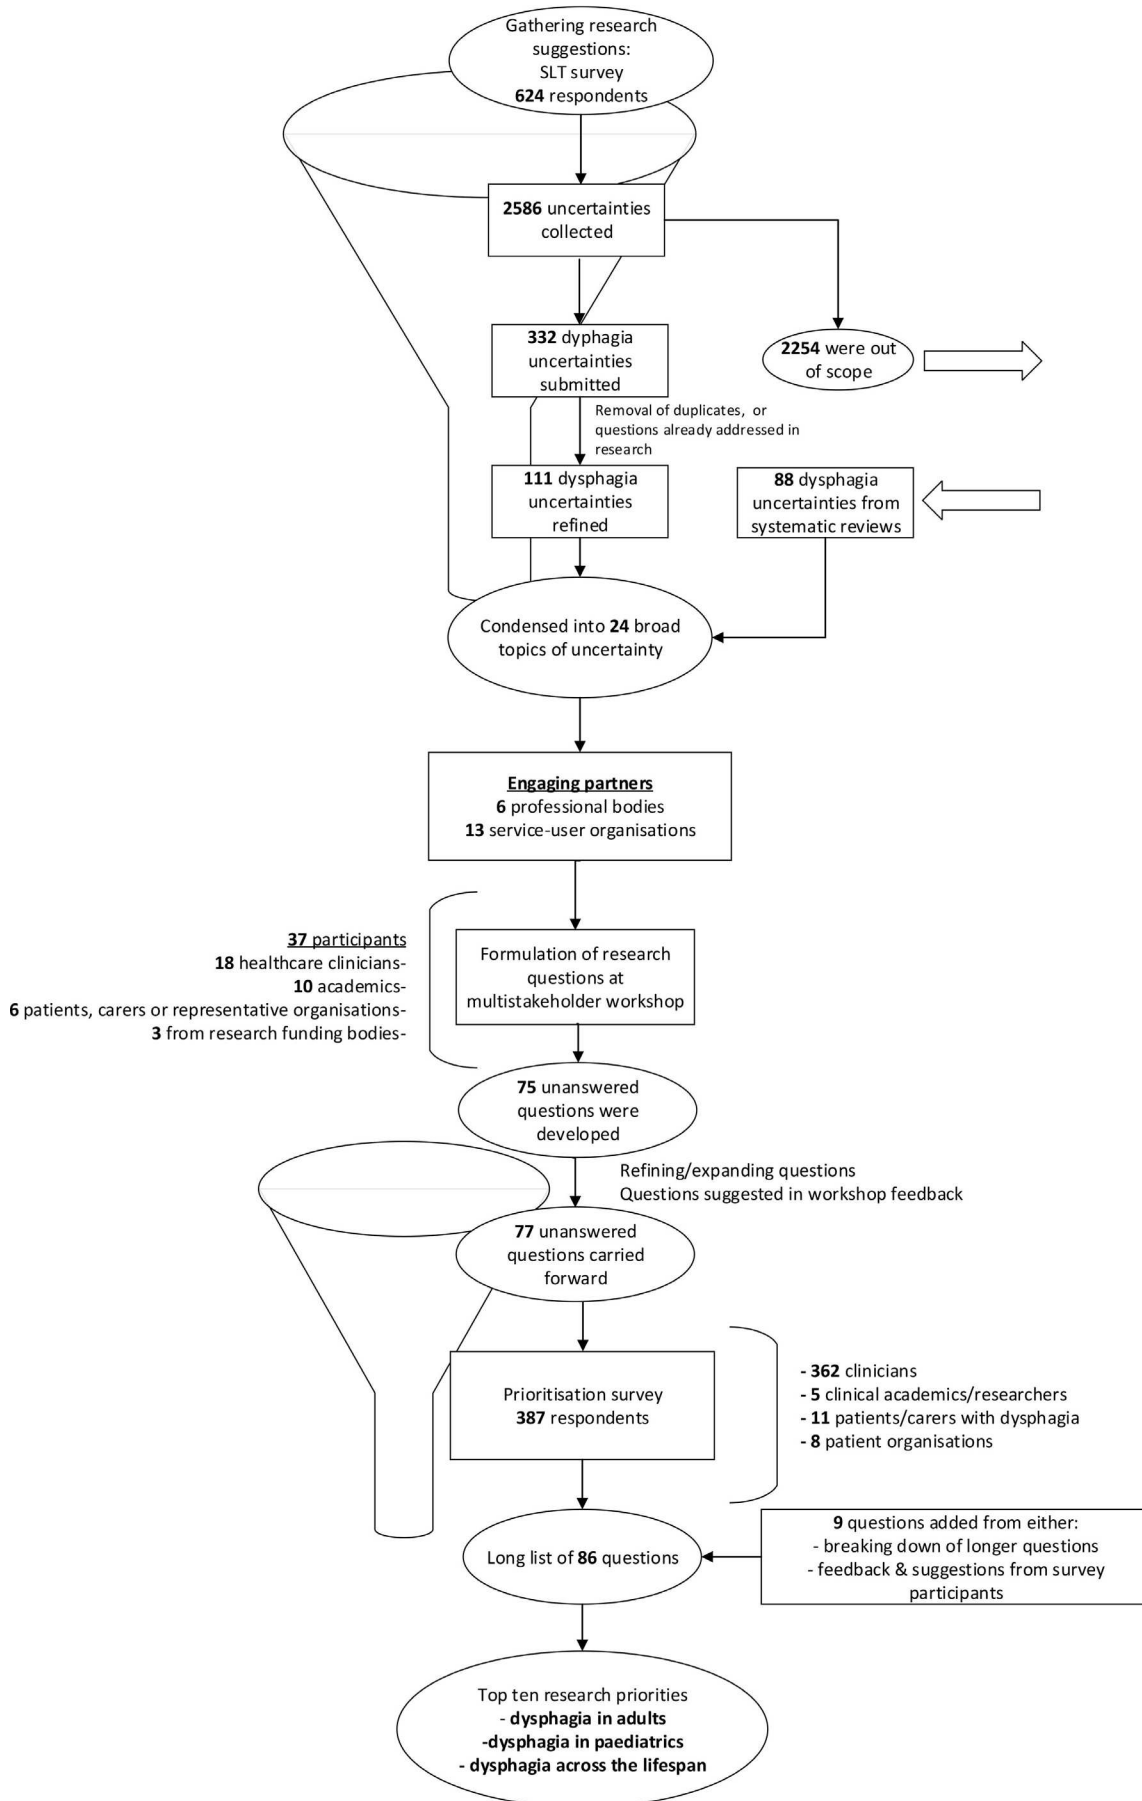 Gathering research
suggestions:
SLT survey
624 respondents
2586 uncertainties
collected
332 dyphagia
uncertainties
submitted
2254 were out
of scope
Removal of duplicates, or
questions already addressed in
research
111 dysphagia
uncertainties
refined
88 dysphagia
uncertainties from
systematic reviews
Condensed into 24 broad
topics of uncertainty
Engaging partners
6 professional bodies
13 service-user organisations
37 participants
18 healthcare clinicians-
10 academics-
6 patients, carers or representative organisations-
3 from research funding bodies-
Formulation of research
questions at
multistakeholder workshop
75 unanswered
questions were
developed
Refining/expanding questions
Questions suggested in workshop feedback
77 unanswered
questions carried
forward
Prioritisation survey
387 respondents
- 362 clinicians
- 5 clinical academics/researchers
- 11 patients/carers with dysphagia
- 8 patient organisations
Long list of 86 questions
9 questions added from either:
- breaking down of longer questions
- feedback & suggestions from survey
participants
Top ten research priorities
- dysphagia in adults
-dysphagia in paediatrics
- dysphagia across the lifespan